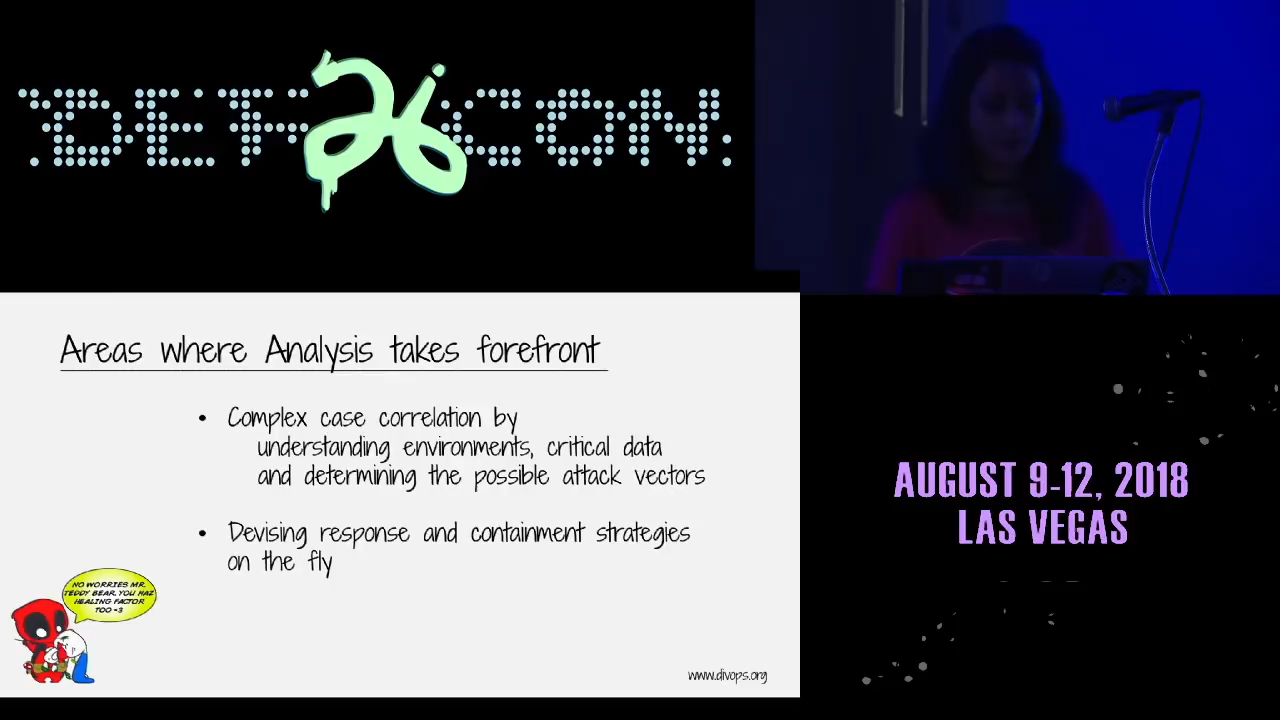 DEF CON
26
Areas where Analysis takes forefront
• Complex case correlation by
understanding environments, critical data
and determining the possible attack vectors
• Devising response and containment strategies
on the fly
NO WORRIES MR.
TEDDY BEAR, YOU HAZ
HEALING FACTOR
TOO =3
www.divops.org
AUGUST 9-12, 2018
LAS VEGAS